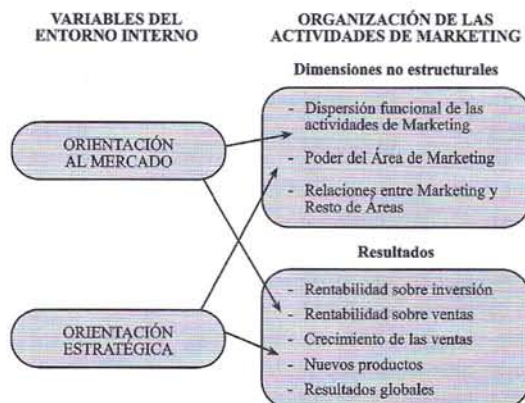 VARIABLES DEL
ENTORNO INTERNO
ORGANIZACIÓN DE LAS
ACTIVIDADES DE MARKETING
Dimensiones no estructurales
ORIENTACIÓN
AL MERCADO
- Dispersión funcional de las
actividades de Marketing
- Poder del Área de Marketing
- Relaciones entre Marketing y
Resto de Áreas
Resultados
ORIENTACIÓN
ESTRATÉGICA
- Rentabilidad sobre inversión
- Rentabilidad sobre ventas
- Crecimiento de las ventas
- Nuevos productos
- Resultados globales